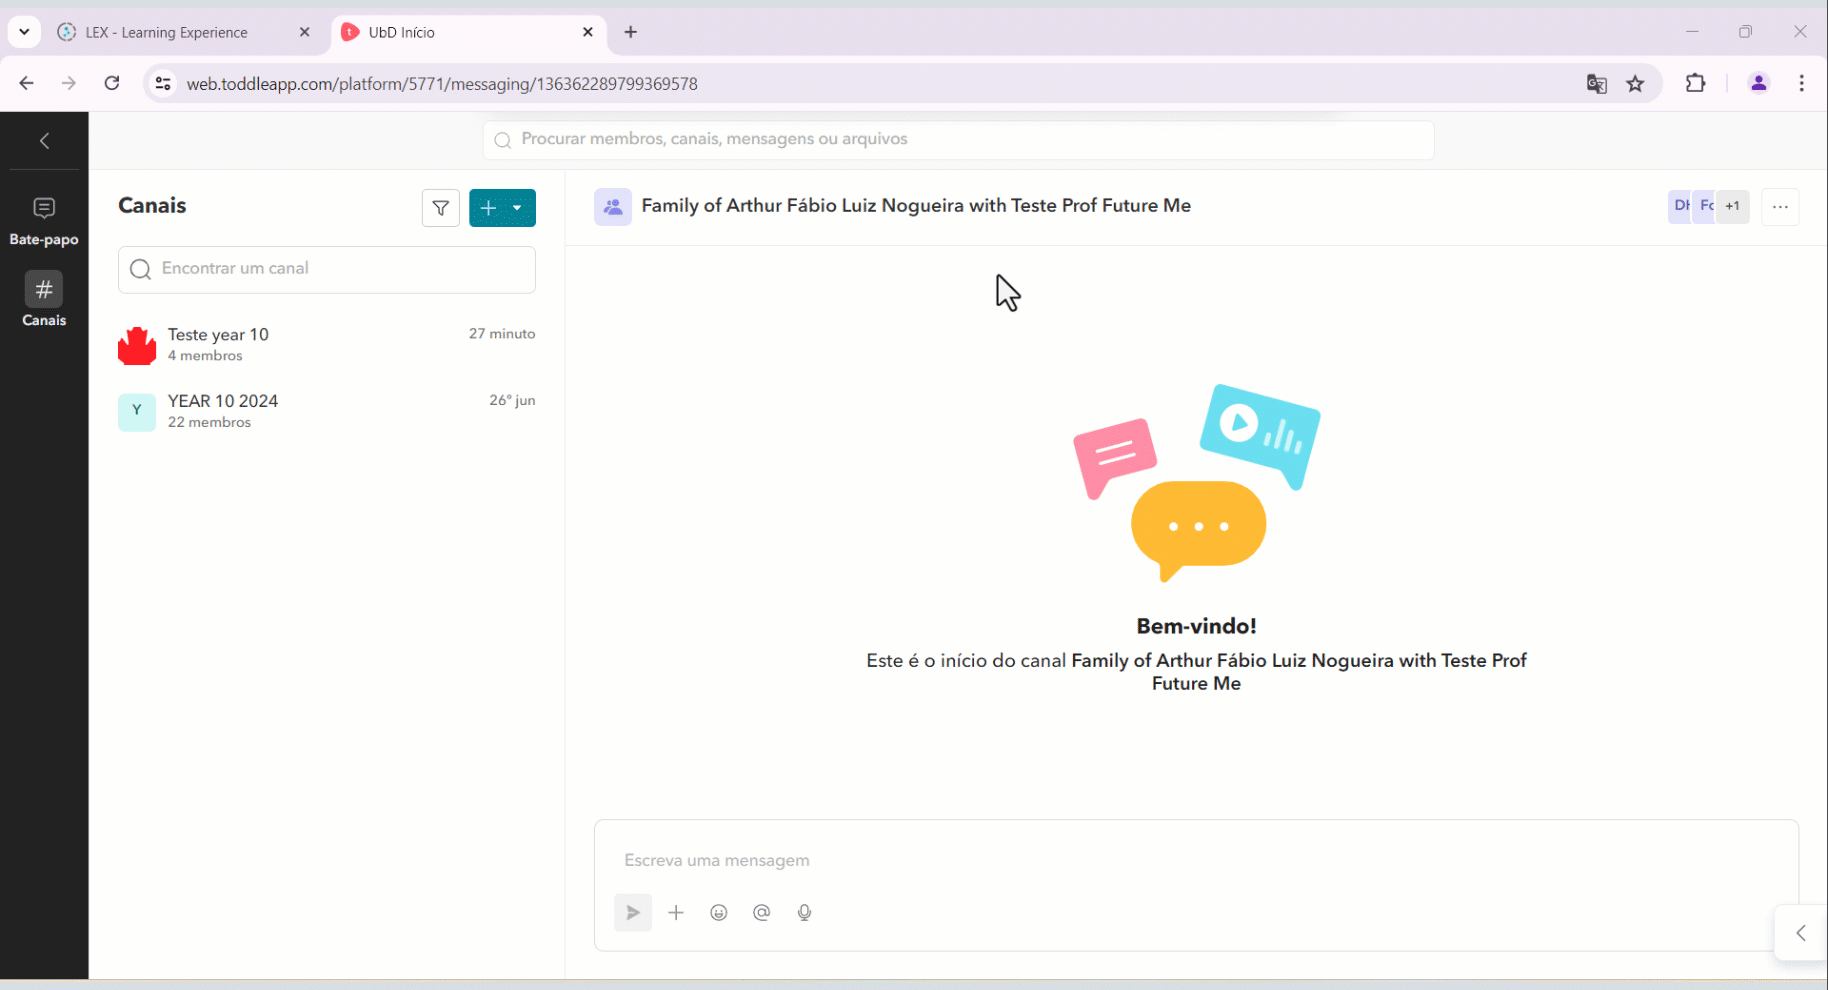 LEX - Learning Experience
UbD Início
web.toddleapp.com/platform/5771/messaging/136362289799369578
Procurar membros, canais, mensagens ou arquivos
Bate-papo
Canais
Canais
Encontrar um canal
Teste year 10
27 minuto
4 membros
Y
YEAR 10 2024
26º jun
22 membros
Family of Arthur Fábio Luiz Nogueira with Teste Prof Future Me
+1
Bem-vindo!
Este é o início do canal Family of Arthur Fábio Luiz Nogueira with Teste Prof
Future Me
Escreva uma mensagem